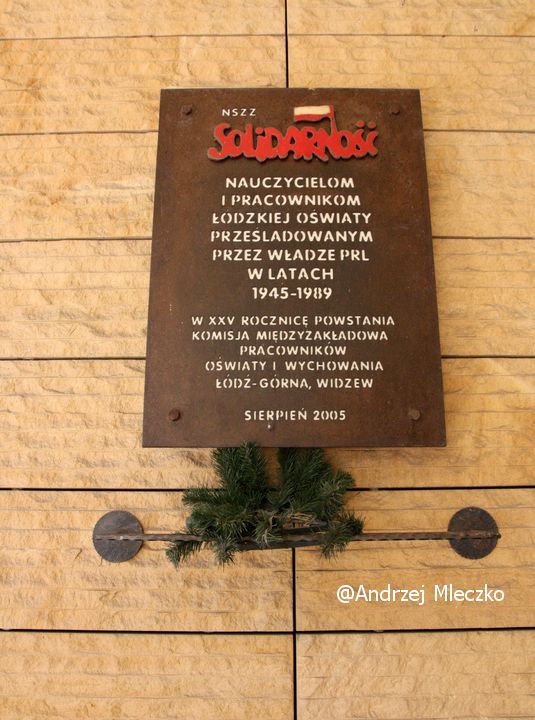 NSZZ
SOLIDARNOŚĆ
NAUCZYCIELOM
I PRACOWNIKOM
ŁÓDZKIEJ OŚWIATY
PRZEŚLADOWANYM
PRZEZ WŁADZE PRL
W LATACH
1945-1989
W XXV ROCZNICĘ POWSTANIA
KOMISJA MIĘDZYZAKŁADOWA
PRACOWNIKÓW
OŚWIATY I WYCHOWANIA
ŁÓDŹ-GÓRNA, WIDZEW
SIERPIEŃ 2005
@Andrzej Mleczko